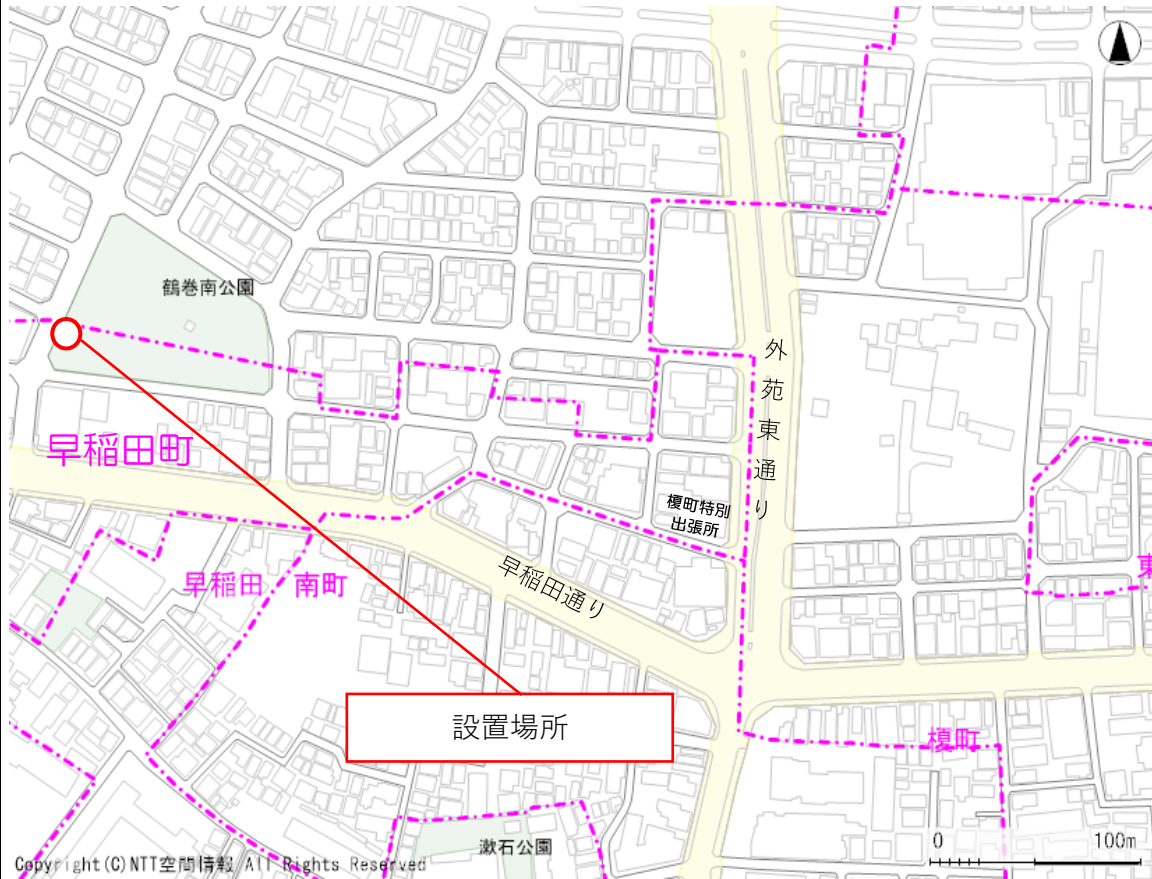 鶴巻南公園
外苑東通り
早稲田町
榎町特別
出張所
早稲田通り
早稲田 南町
設置場所
榎町
漱石公園
0 100m
Copyright(C)NTT空間情報 All Rights Reserved